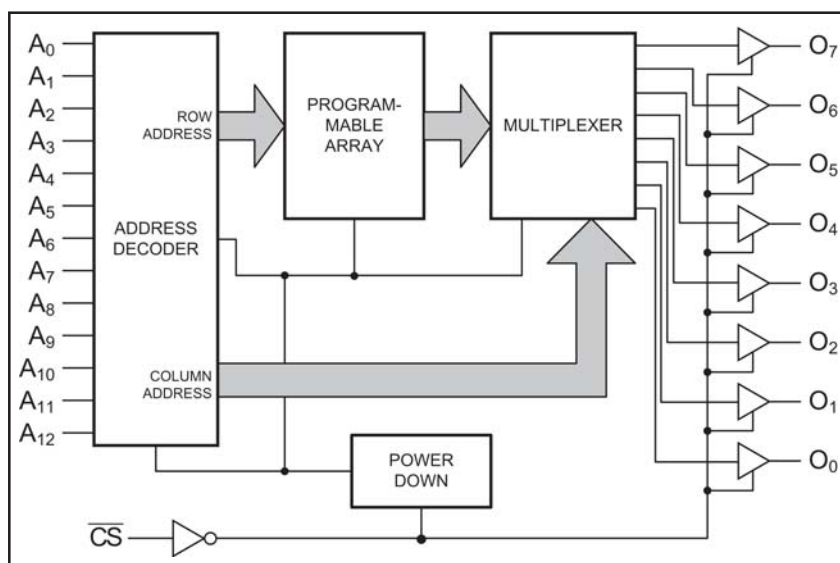 A0
A1
A2
A3
A4
A5
A6
A7
A8
A9
A10
A11
A12
ROW
ADDRESS
ADDRESS
DECODER
COLUMN
ADDRESS
PROGRAM-
MABLE
ARRAY
MULTIPLEXER
POWER
DOWN
CS
O7
O6
O5
O4
O3
O2
O1
O0